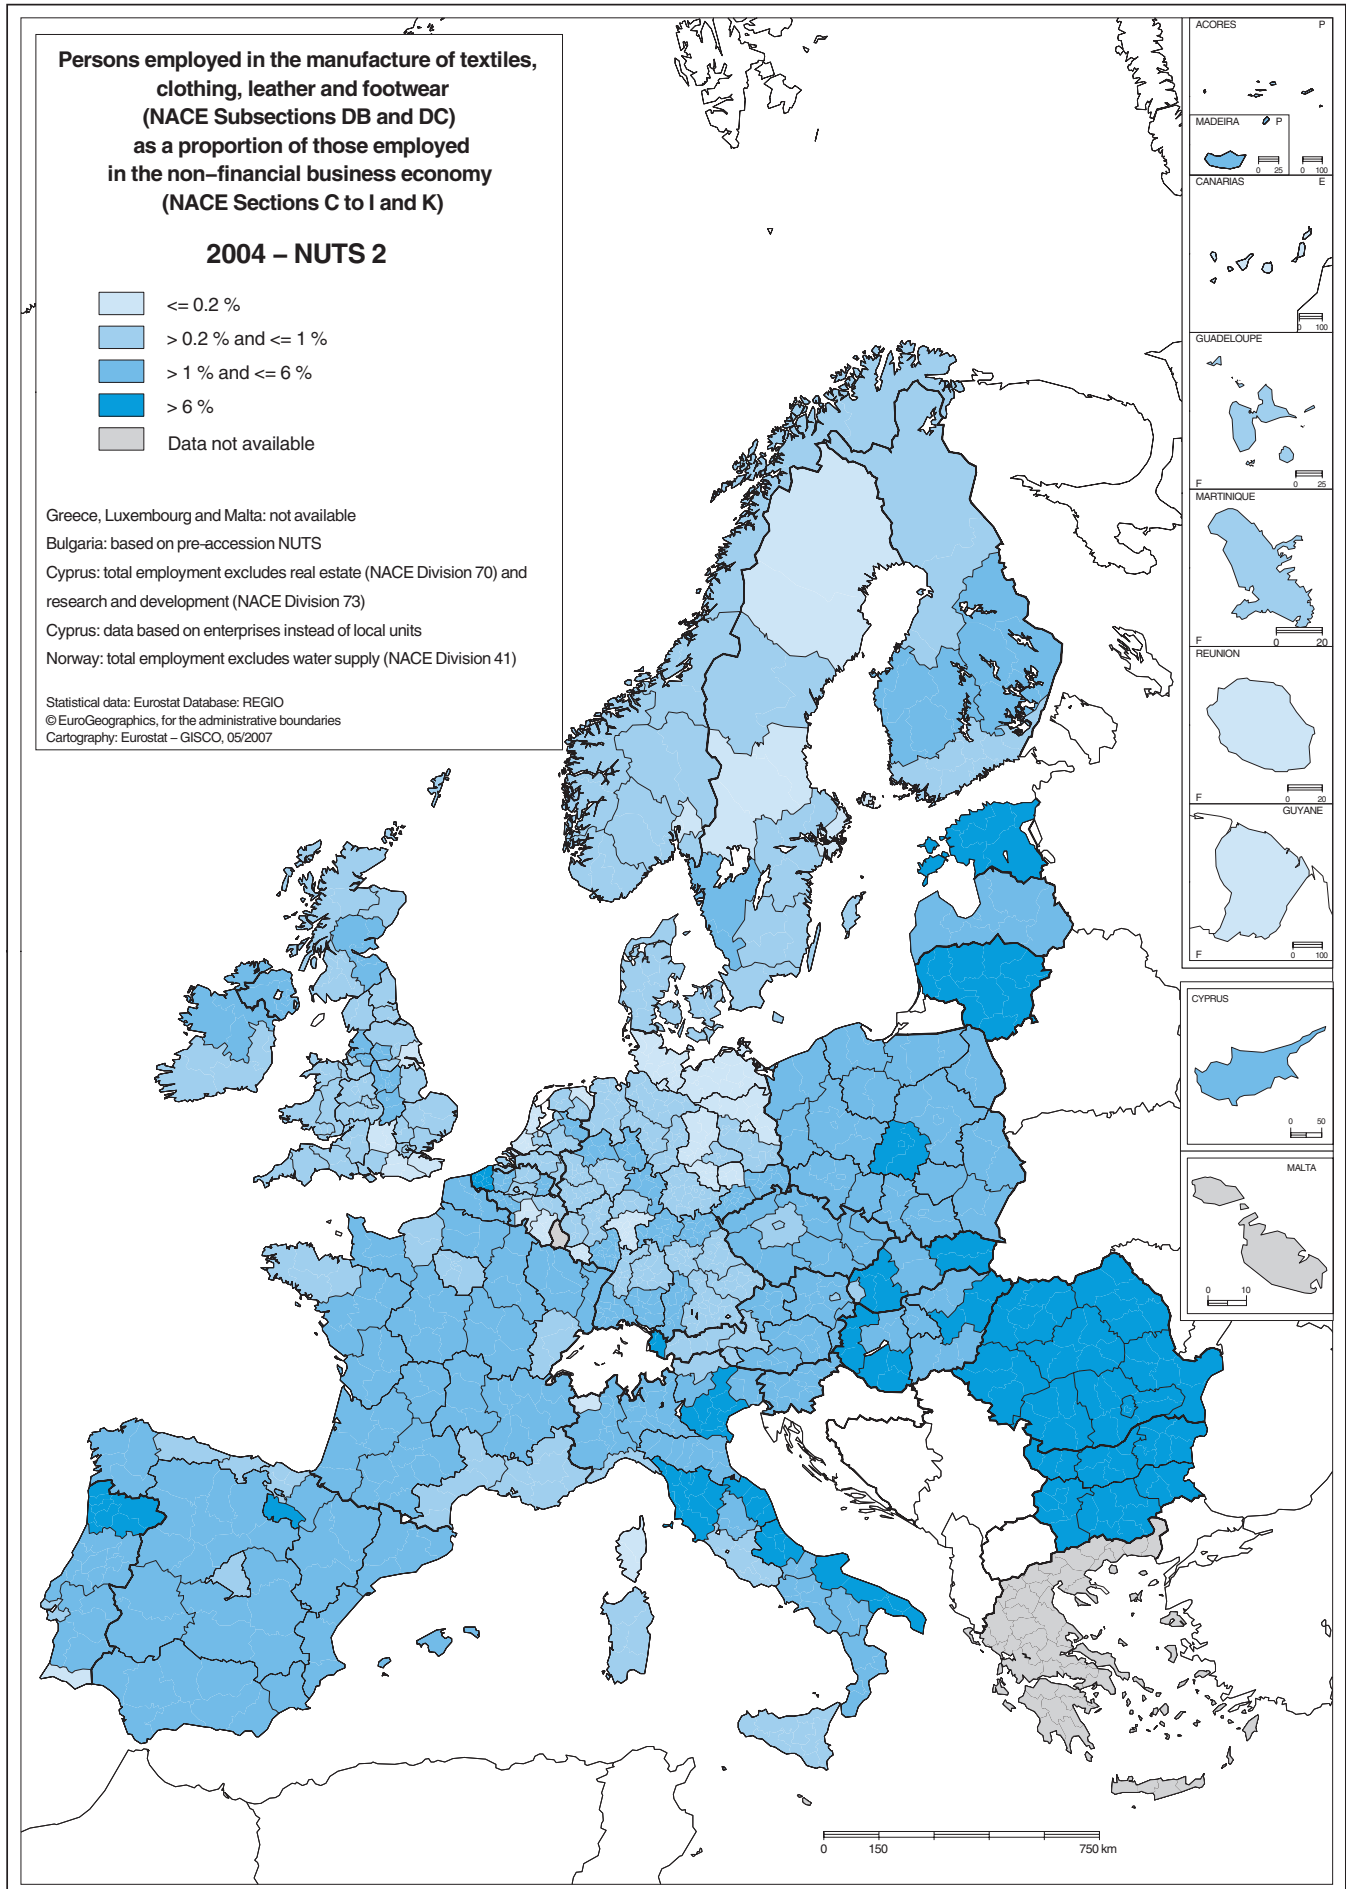 Persons employed in the manufacture of textiles,
clothing, leather and footwear
(NACE Subsections DB and DC)
as a proportion of those employed
in the non–financial business economy
(NACE Sections C to I and K)
2004 – NUTS 2
<= 0.2 %
> 0.2 % and <= 1 %
> 1 % and <= 6 %
> 6 %
Data not available
Greece, Luxembourg and Malta: not available
Bulgaria: based on pre-accession NUTS
Cyprus: total employment excludes real estate (NACE Division 70) and
research and development (NACE Division 73)
Cyprus: data based on enterprises instead of local units
Norway: total employment excludes water supply (NACE Division 41)
Statistical data: Eurostat Database: REGIO
© EuroGeographics, for the administrative boundaries
Cartography: Eurostat – GISCO, 05/2007
ACORES P
MADEIRA P
0 25
0 100
CANARIAS E
0 100
GUADELOUPE
F
0 25
MARTINIQUE
F
0 20
REUNION
F
0 20
GUYANE
F
0 100
CYPRUS
0 50
MALTA
0 10
0 150 750 km